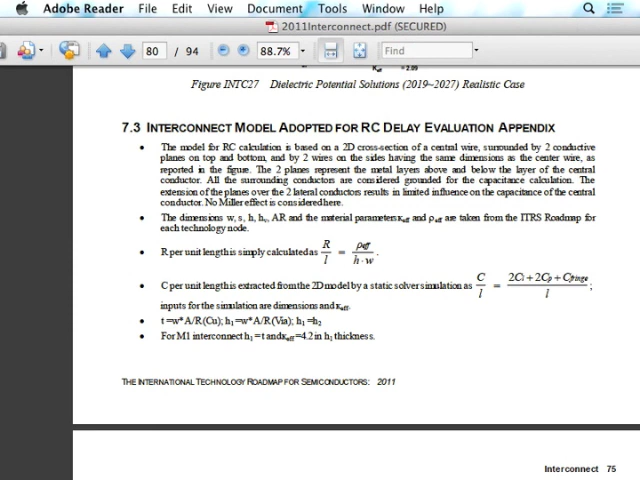 Adobe Reader File Edit View Document Tools Window Help
2011Interconnect.pdf (SECURED)
80 / 94 88.7% Find
Keff = 2.09
Figure INTC27 Dielectric Potential Solutions (2019~2027) Realistic Case
7.3 INTERCONNECT MODEL ADOPTED FOR RC DELAY EVALUATION APPENDIX
• The model for RC calculation is based on a 2D cross-section of a central wire, surrounded by 2 conductive
planes on top and bottom, and by 2 wires on the sides having the same dimensions as the center wire, as
reported in the figure. The 2 planes represent the metal layers above and below the layer of the central
conductor. All the surrounding conductors are considered grounded for the capacitance calculation. The
extension of the planes over the 2 lateral conductors results in limited influence on the capacitance of the central
conductor. No Miller effect is considered here.
• The dimensions w, s, h, hv, AR and the material parameters κeff and ρeff are taken from the ITRS Roadmap for
each technology node.
• R per unit length is simply calculated as R/l = ρeff/h·w .
• C per unit length is extracted from the 2D model by a static solver simulation as C/l = 2Cl + 2Cp + Cfringe/l ;
inputs for the simulation are dimensions and κeff.
• t =w*A/R(Cu); h1 =w*A/R(Via); h1 =h2
• For M1 interconnect h1 = t and κeff =4.2 in h1 thickness.
THE INTERNATIONAL TECHNOLOGY ROADMAP FOR SEMICONDUCTORS: 2011
Interconnect 75